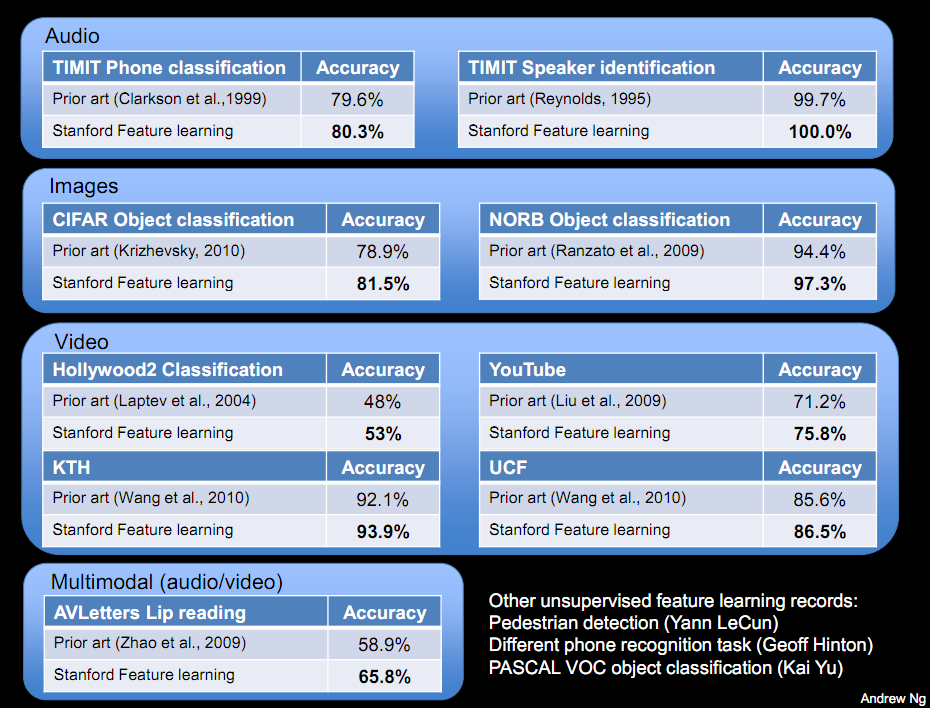 Audio
TIMIT Phone classification Accuracy
Prior art (Clarkson et al.,1999) 79.6%
Stanford Feature learning 80.3%
TIMIT Speaker identification Accuracy
Prior art (Reynolds, 1995) 99.7%
Stanford Feature learning 100.0%
Images
CIFAR Object classification Accuracy
Prior art (Krizhevsky, 2010) 78.9%
Stanford Feature learning 81.5%
NORB Object classification Accuracy
Prior art (Ranzato et al., 2009) 94.4%
Stanford Feature learning 97.3%
Video
Hollywood2 Classification Accuracy
Prior art (Laptev et al., 2004) 48%
Stanford Feature learning 53%
KTH Accuracy
Prior art (Wang et al., 2010) 92.1%
Stanford Feature learning 93.9%
YouTube Accuracy
Prior art (Liu et al., 2009) 71.2%
Stanford Feature learning 75.8%
UCF Accuracy
Prior art (Wang et al., 2010) 85.6%
Stanford Feature learning 86.5%
Multimodal (audio/video)
AVLetters Lip reading Accuracy
Prior art (Zhao et al., 2009) 58.9%
Stanford Feature learning 65.8%
Other unsupervised feature learning records:
Pedestrian detection (Yann LeCun)
Different phone recognition task (Geoff Hinton)
PASCAL VOC object classification (Kai Yu)
Andrew Ng